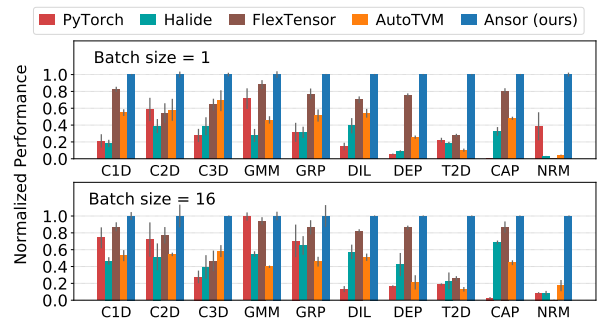 PyTorch Halide FlexTensor AutoTVM Ansor (ours)
Normalized Performance
Batch size = 1
1.0
0.8
0.6
0.4
0.2
0.0
C1D C2D C3D GMM GRP DIL DEP T2D CAP NRM
Batch size = 16
1.0
0.8
0.6
0.4
0.2
0.0
C1D C2D C3D GMM GRP DIL DEP T2D CAP NRM